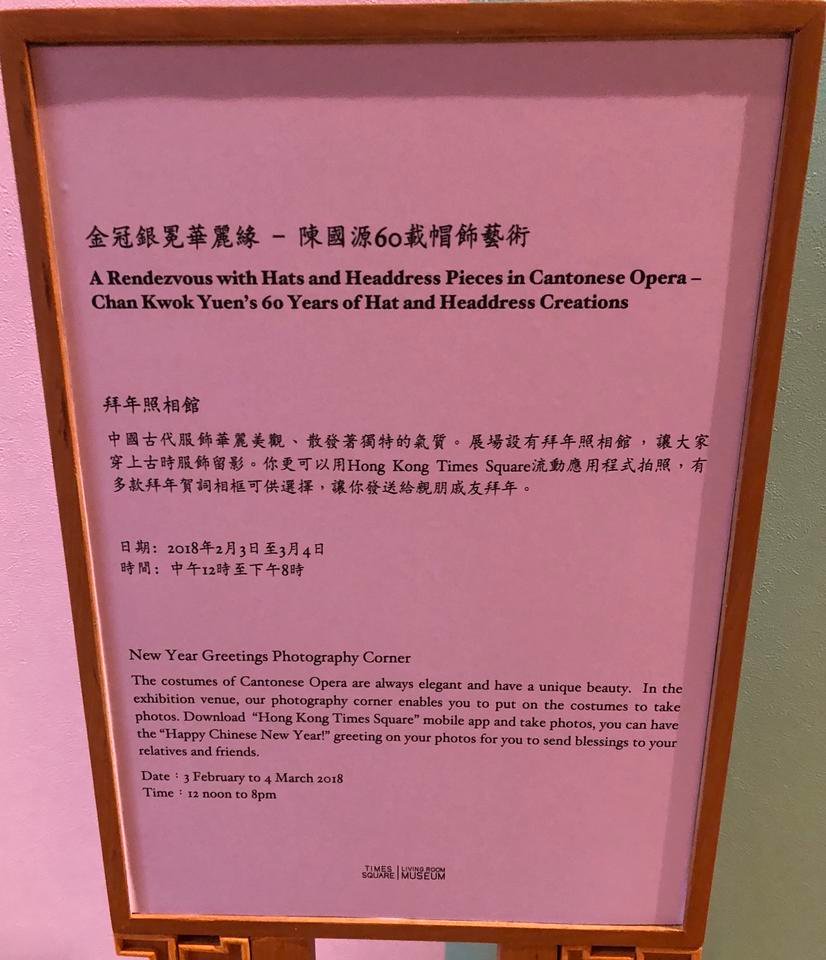 金冠銀冕華麗緣 - 陳國源60載帽飾藝術
A Rendezvous with Hats and Headdress Pieces in Cantonese Opera –
Chan Kwok Yuen's 60 Years of Hat and Headdress Creations
拜年照相館
中國古代服飾華麗美觀、散發著獨特的氣質。展場設有拜年照相館，讓大家
穿上古時服飾留影。你更可以用Hong Kong Times Square流動應用程式拍照，有
多款拜年賀詞相框可供選擇，讓你發送給親朋戚友拜年。
日期: 2018年2月3日至3月4日
時間: 中午12時至下午8時
New Year Greetings Photography Corner
The costumes of Cantonese Opera are always elegant and have a unique beauty. In the
exhibition venue, our photography corner enables you to put on the costumes to take
photos. Download "Hong Kong Times Square" mobile app and take photos, you can have
the "Happy Chinese New Year!" greeting on your photos for you to send blessings to your
relatives and friends.
Date：3 February to 4 March 2018
Time：12 noon to 8pm
TIMES SQUARE | LIVING ROOM MUSEUM